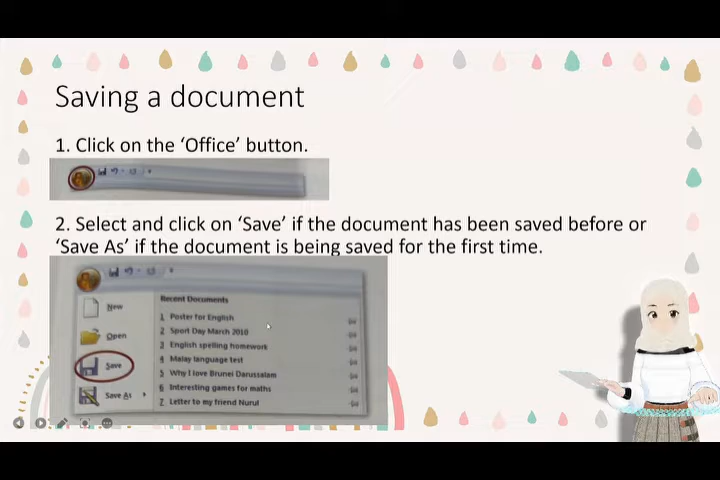 Saving a document
1. Click on the ‘Office’ button.
2. Select and click on ‘Save’ if the document has been saved before or
‘Save As’ if the document is being saved for the first time.
New
Open
Save
Save As
Recent Documents
1 Poster for English
2 Sport Day March 2010
3 English spelling homework
4 Malay language test
5 Why I love Brunei Darussalam
6 Interesting games for maths
7 Letter to my friend Nurul